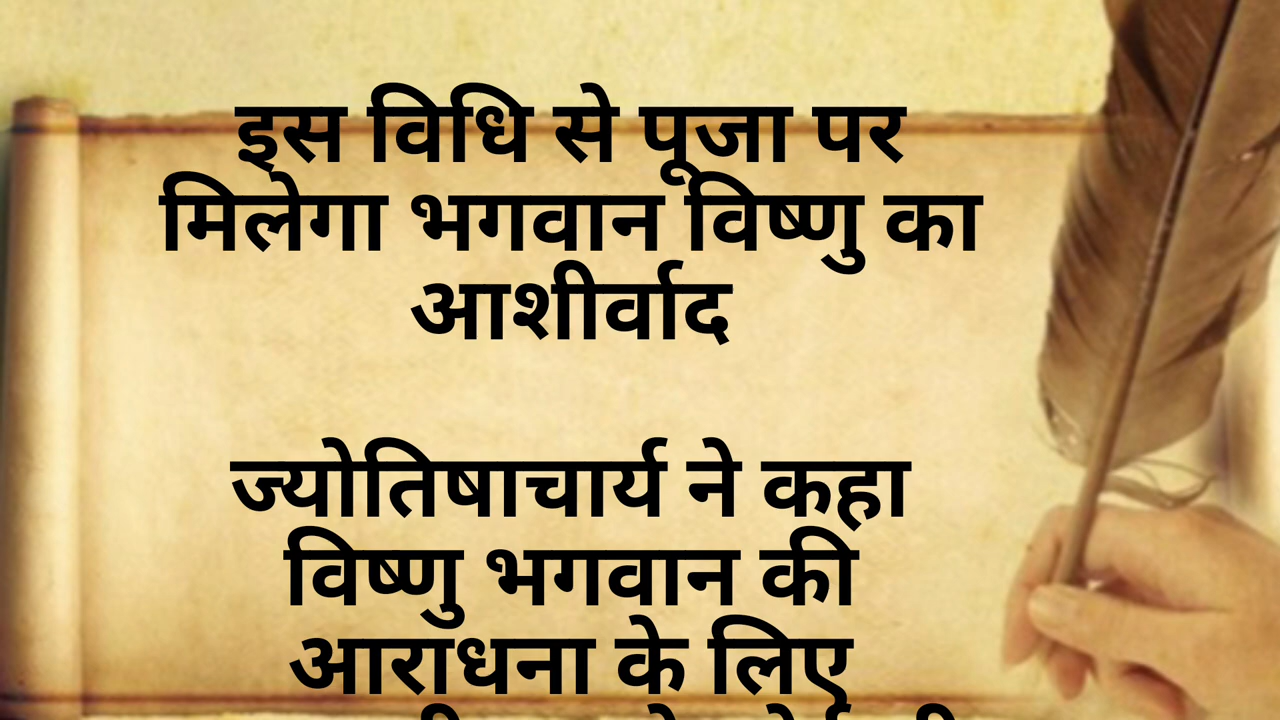 इस विधि से पूजा पर
मिलेगा भगवान विष्णु का
आशीर्वाद
ज्योतिषाचार्य ने कहा
विष्णु भगवान की
आराधना के लिए